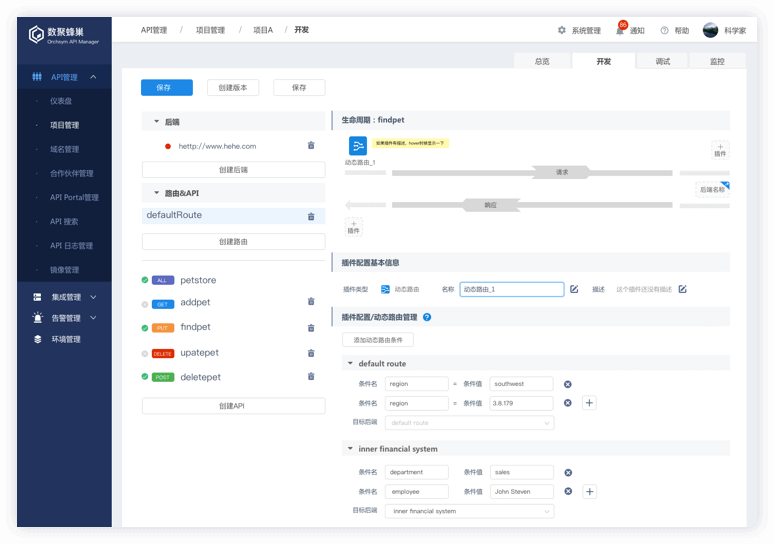 数聚蜂巢
Orchsym API Manager
API管理 / 项目管理 / 项目A / 开发
系统管理
86
通知
帮助
科学家
API管理
仪表盘
项目管理
域名管理
合作伙伴管理
API Portal管理
API 搜索
API 日志管理
镜像管理
集成管理
告警管理
环境管理
总览
开发
调试
监控
保存
创建版本
保存
后端
hettp://www.hehe.com
创建后端
路由&API
defaultRoute
创建路由
ALL petstore
GET addpet
PUT findpet
DELETE upatepet
POST deletepet
创建API
生命周期：findpet
如果插件有描述，hover时候显示一下
动态路由_1
插件
请求
后端名称
响应
插件
插件配置基本信息
插件类型 动态路由 名称 动态路由_1 描述 这个插件还没有描述
插件配置/动态路由管理 ?
添加动态路由条件
default route
条件名 region = 条件值 southwest
条件名 region = 条件值 3.8.179
目标后端 default route
inner financial system
条件名 department 条件值 sales
条件名 employee 条件值 John Steven
目标后端 inner financial system